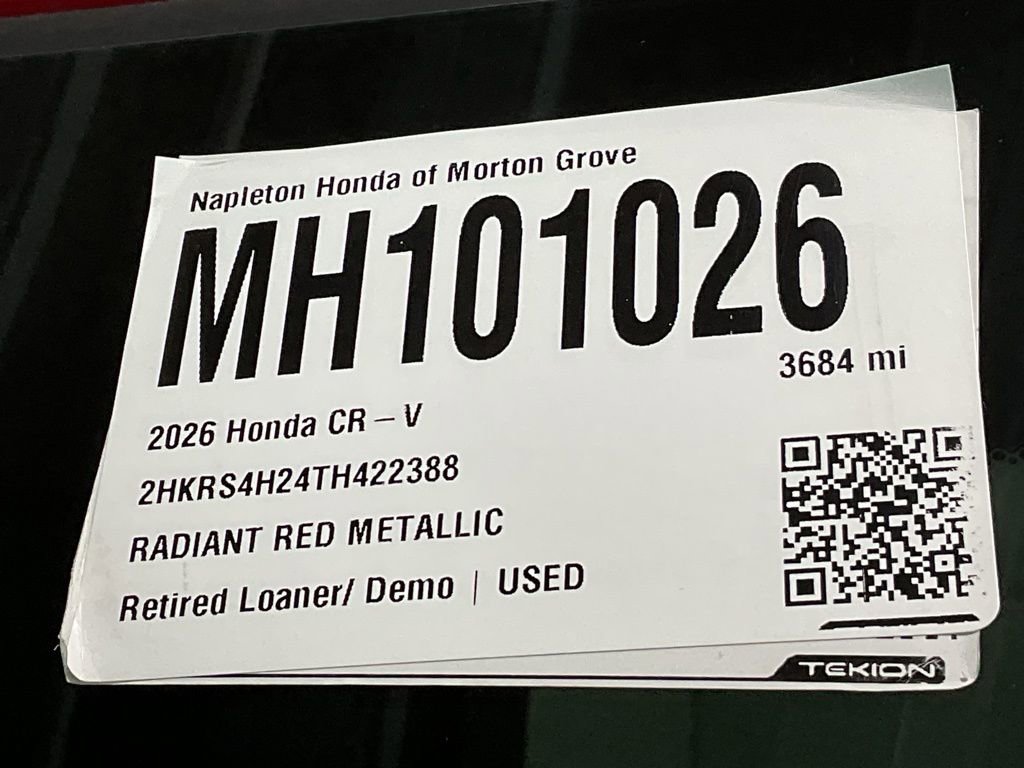 Napleton Honda of Morton Grove
MH101026
3684 mi
2026 Honda CR – V
2HKRS4H24TH422388
RADIANT RED METALLIC
Retired Loaner/ Demo | USED
TEKION